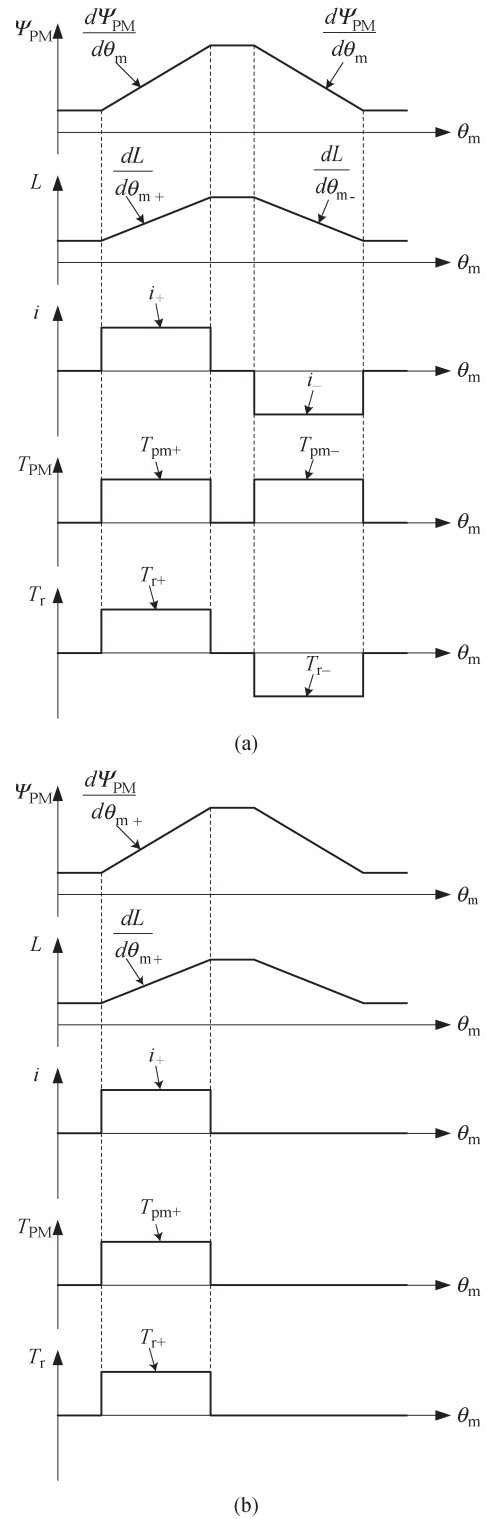 Ψ_PM dΨ_PM/dθ_m dΨ_PM/dθ_m θ_m
L dL/dθ_m+ dL/dθ_m- θ_m
i i_+ i_− θ_m
T_PM T_pm+ T_pm− θ_m
T_r T_r+ T_r− θ_m
(a)
Ψ_PM dΨ_PM/dθ_m+ θ_m
L dL/dθ_m+ θ_m
i i_+ θ_m
T_PM T_pm+ θ_m
T_r T_r+ θ_m
(b)